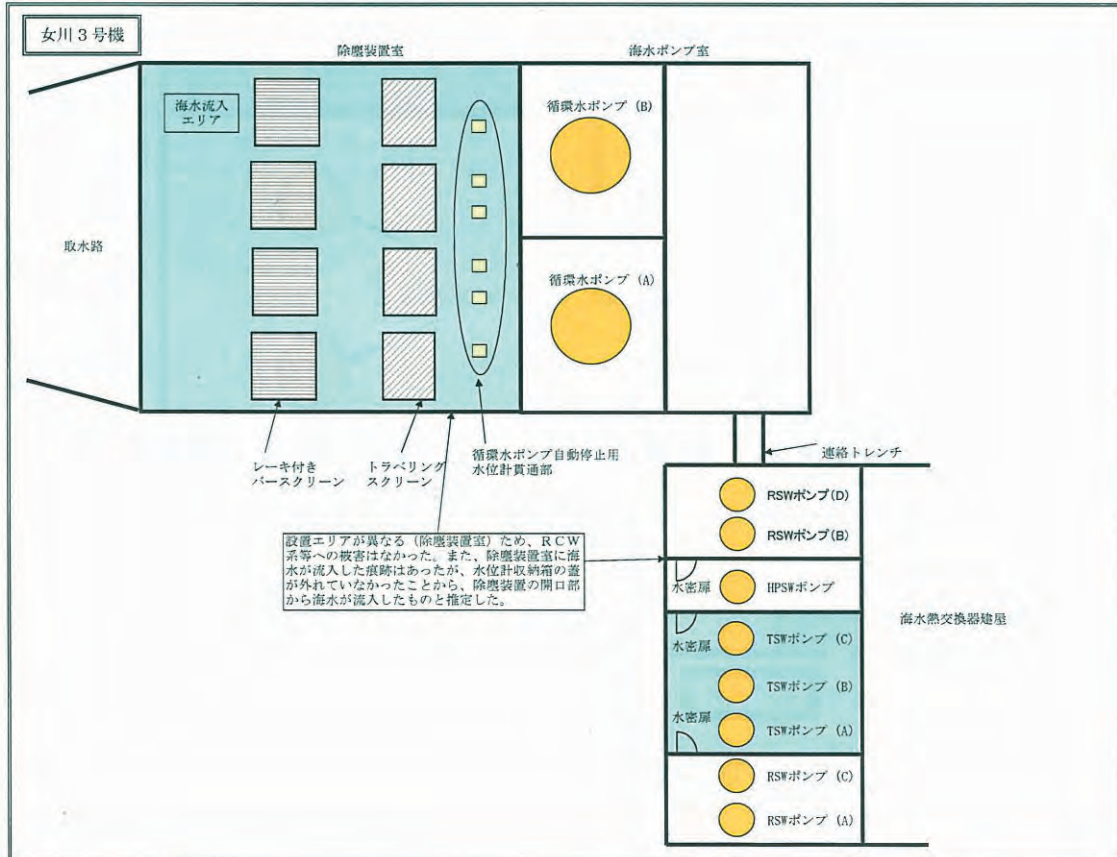 女川３号機
除塵装置室
海水ポンプ室
海水流入
エリア
循環水ポンプ (B)
取水路
循環水ポンプ (A)
レーキ付き
バースクリーン
トラベリング
スクリーン
循環水ポンプ自動停止用
水位計貫通部
連絡トレンチ
設置エリアが異なる（除塵装置室）ため、ＲＣＷ
系等への被害はなかった。また、除塵装置室に海
水が流入した痕跡はあったが、水位計収納箱の蓋
が外れていなかったことから、除塵装置の開口部
から海水が流入したものと推定した。
RSWポンプ(D)
RSWポンプ(B)
水密扉
HPSWポンプ
海水熱交換器建屋
水密扉
TSWポンプ (C)
TSWポンプ (B)
水密扉
TSWポンプ (A)
RSWポンプ (C)
RSWポンプ (A)